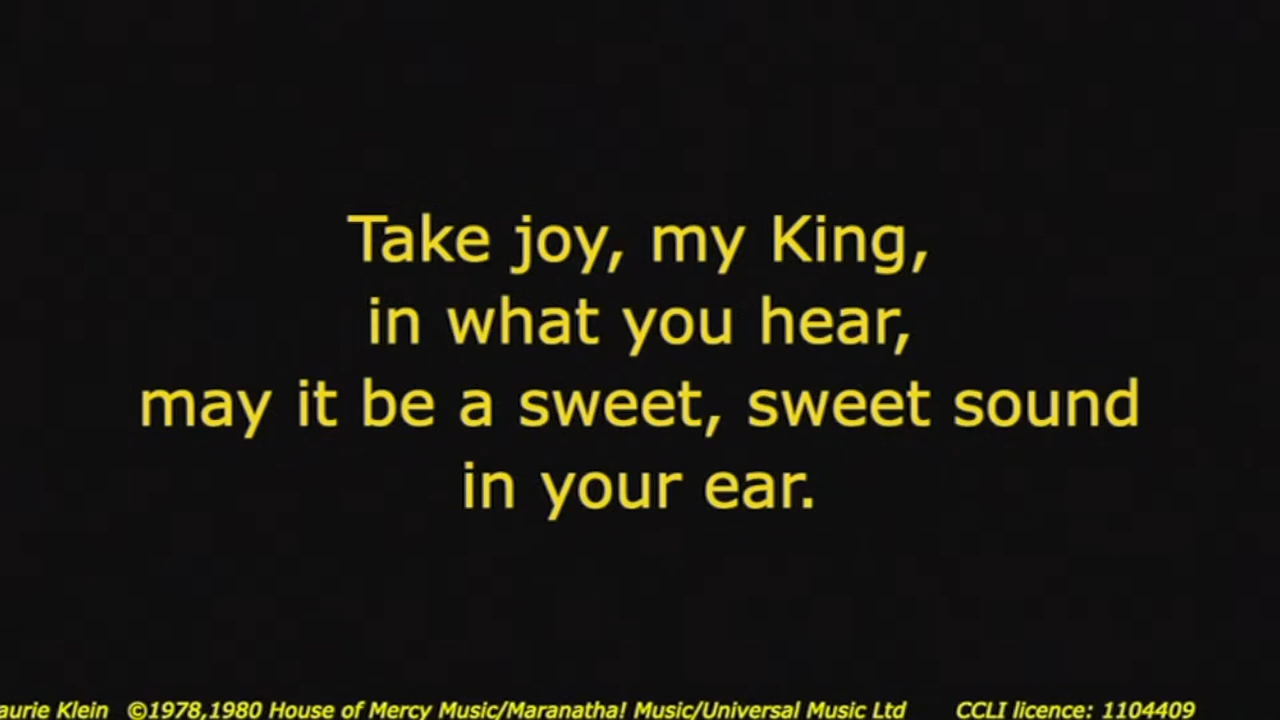 Take joy, my King,
in what you hear,
may it be a sweet, sweet sound
in your ear.
aurie Klein ©1978,1980 House of Mercy Music/Maranatha! Music/Universal Music Ltd CCLI licence: 1104409